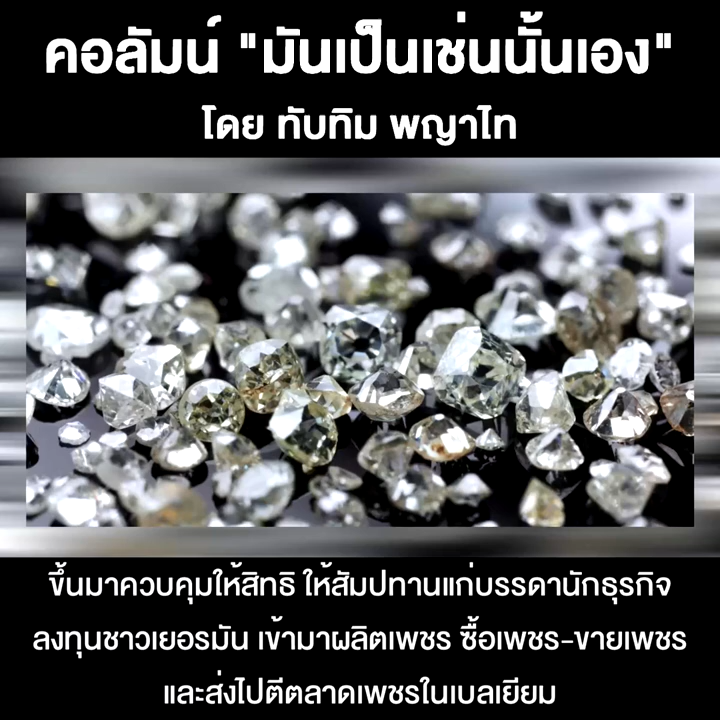 คอลัมน์ "มันเป็นเช่นนั้นเอง"
โดย ทับทิม พญาไท
ขึ้นมาควบคุมให้สิทธิ ให้สัมปทานแก่บรรดานักธุรกิจ
ลงทุนชาวเยอรมัน เข้ามาผลิตเพชร ซื้อเพชร-ขายเพชร
และส่งไปตีตลาดเพชรในเบลเยียม